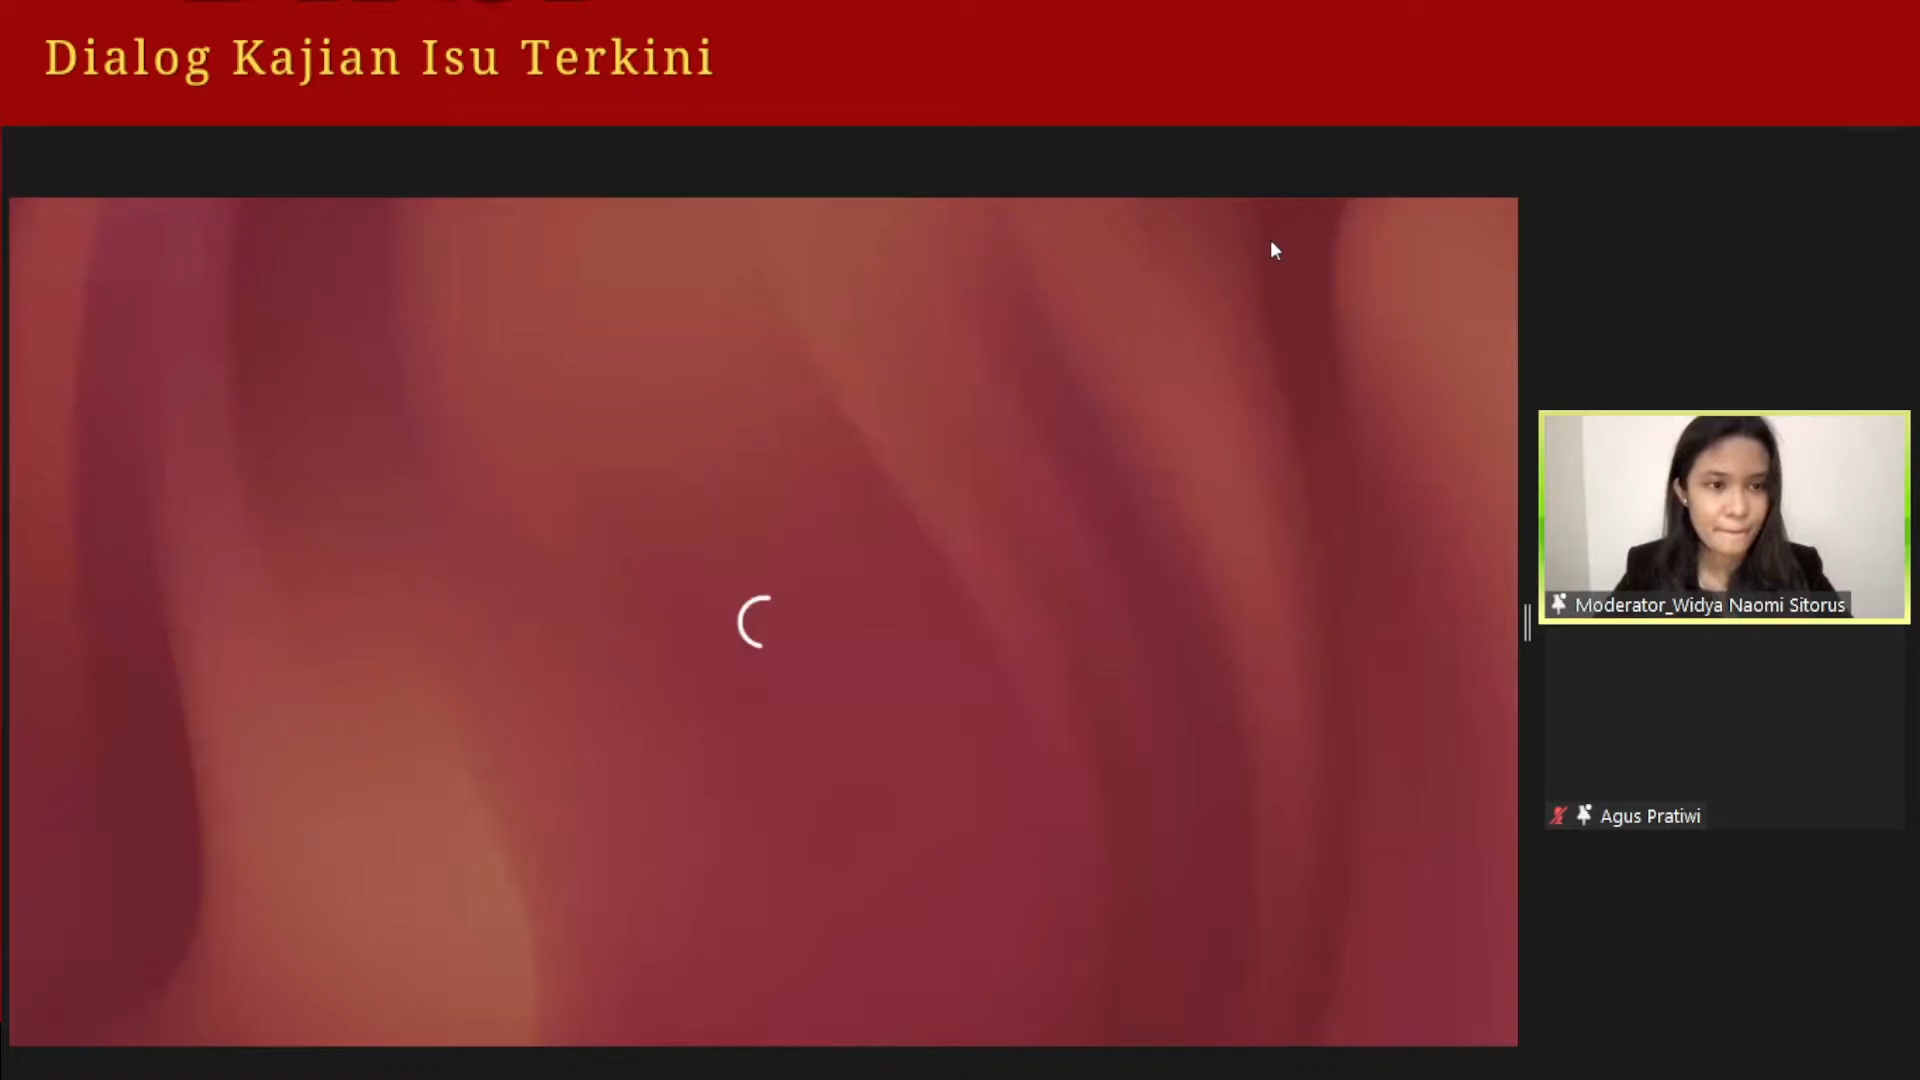 Dialog Kajian Isu Terkini
Moderator_Widya Naomi Sitorus
Agus Pratiwi